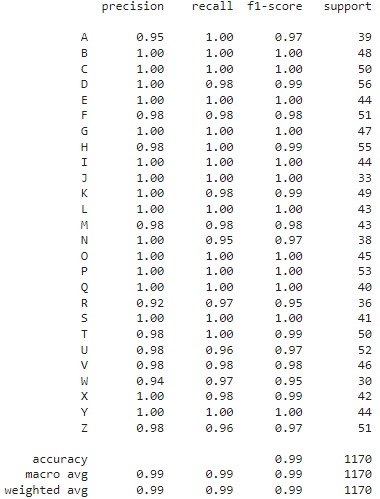 precision recall f1-score support
A 0.95 1.00 0.97 39
B 1.00 1.00 1.00 48
C 1.00 1.00 1.00 50
D 1.00 0.98 0.99 56
E 1.00 1.00 1.00 44
F 0.98 0.98 0.98 51
G 1.00 1.00 1.00 47
H 0.98 1.00 0.99 55
I 1.00 1.00 1.00 44
J 1.00 1.00 1.00 33
K 1.00 0.98 0.99 49
L 1.00 1.00 1.00 43
M 0.98 0.98 0.98 43
N 1.00 0.95 0.97 38
O 1.00 1.00 1.00 45
P 1.00 1.00 1.00 53
Q 1.00 1.00 1.00 40
R 0.92 0.97 0.95 36
S 1.00 1.00 1.00 41
T 0.98 1.00 0.99 50
U 0.98 0.96 0.97 52
V 0.98 0.98 0.98 46
W 0.94 0.97 0.95 30
X 1.00 0.98 0.99 42
Y 1.00 1.00 1.00 44
Z 0.98 0.96 0.97 51
accuracy 0.99 1170
macro avg 0.99 0.99 0.99 1170
weighted avg 0.99 0.99 0.99 1170